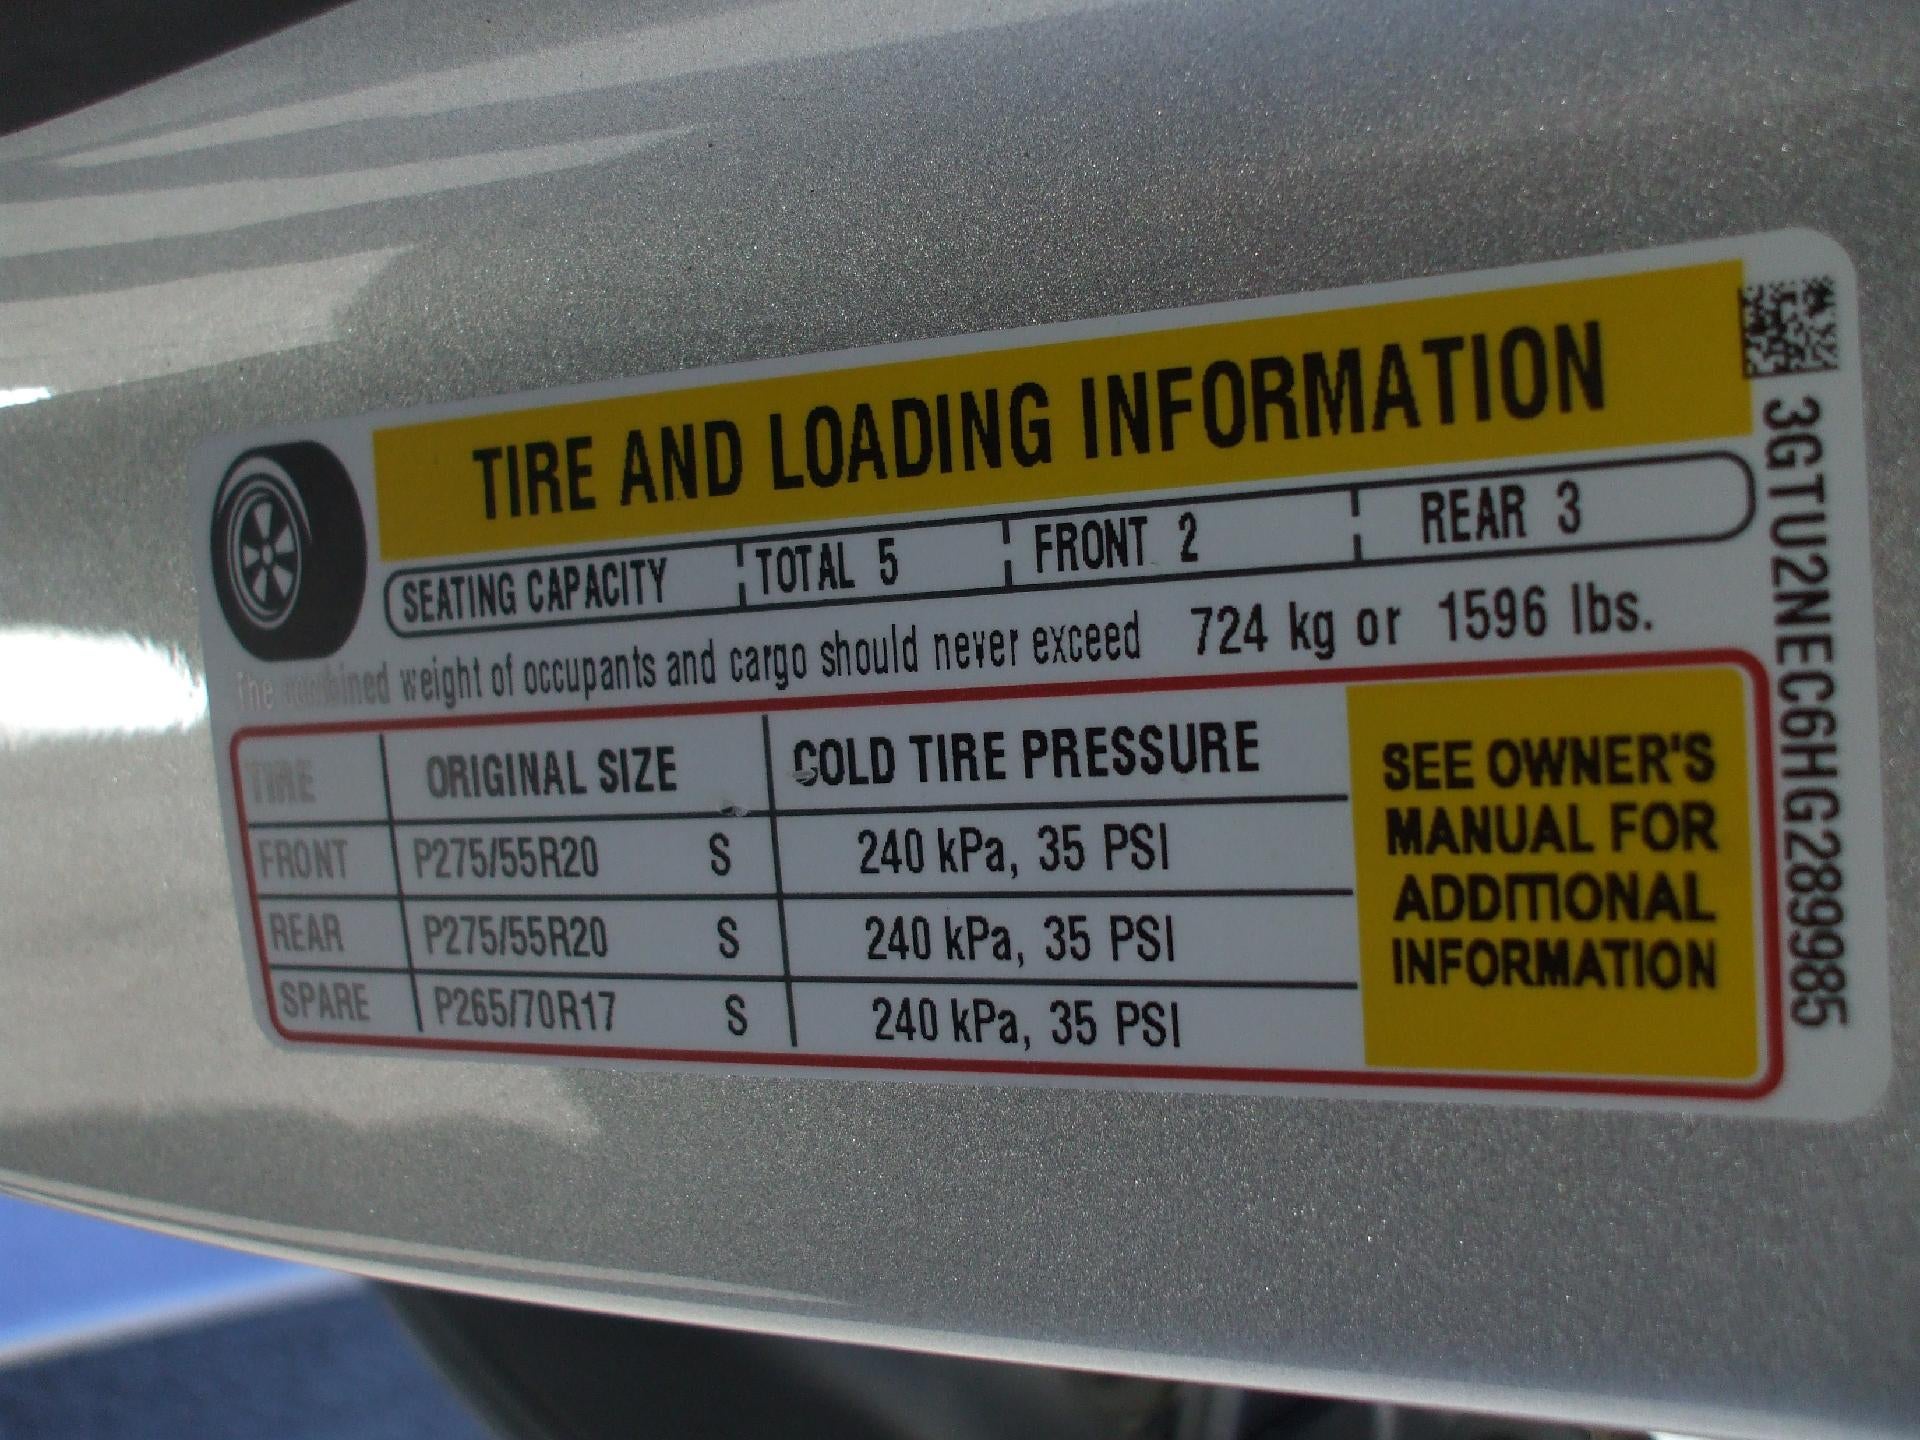 TIRE AND LOADING INFORMATION
SEATING CAPACITY TOTAL 5 FRONT 2 REAR 3
The combined weight of occupants and cargo should never exceed 724 kg or 1596 lbs.
TIRE ORIGINAL SIZE COLD TIRE PRESSURE
FRONT P275/55R20 S 240 kPa, 35 PSI
REAR P275/55R20 S 240 kPa, 35 PSI
SPARE P265/70R17 S 240 kPa, 35 PSI
SEE OWNER'S
MANUAL FOR
ADDITIONAL
INFORMATION
3GTU2NEC6HG289985